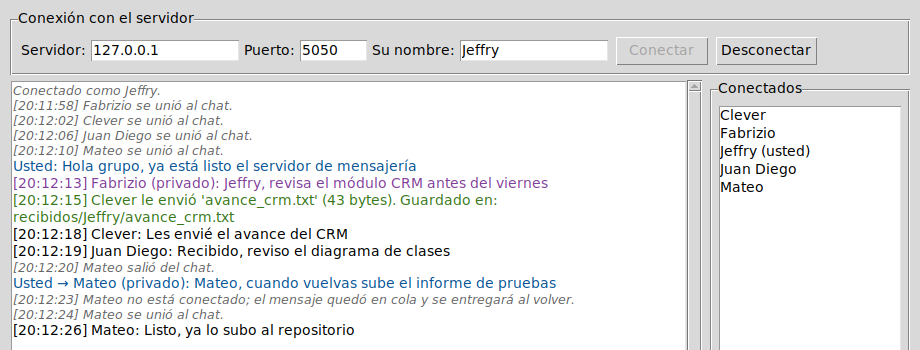 Conexión con el servidor
Servidor: 127.0.0.1 Puerto: 5050 Su nombre: Jeffry Conectar Desconectar
Conectado como Jeffry.
[20:11:58] Fabrizio se unió al chat.
[20:12:02] Clever se unió al chat.
[20:12:06] Juan Diego se unió al chat.
[20:12:10] Mateo se unió al chat.
Usted: Hola grupo, ya está listo el servidor de mensajería
[20:12:13] Fabrizio (privado): Jeffry, revisa el módulo CRM antes del viernes
[20:12:15] Clever le envió 'avance_crm.txt' (43 bytes). Guardado en:
recibidos/Jeffry/avance_crm.txt
[20:12:18] Clever: Les envié el avance del CRM
[20:12:19] Juan Diego: Recibido, reviso el diagrama de clases
[20:12:20] Mateo salió del chat.
Usted → Mateo (privado): Mateo, cuando vuelvas sube el informe de pruebas
[20:12:23] Mateo no está conectado; el mensaje quedó en cola y se entregará al volver.
[20:12:24] Mateo se unió al chat.
[20:12:26] Mateo: Listo, ya lo subo al repositorio
Conectados
Clever
Fabrizio
Jeffry (usted)
Juan Diego
Mateo